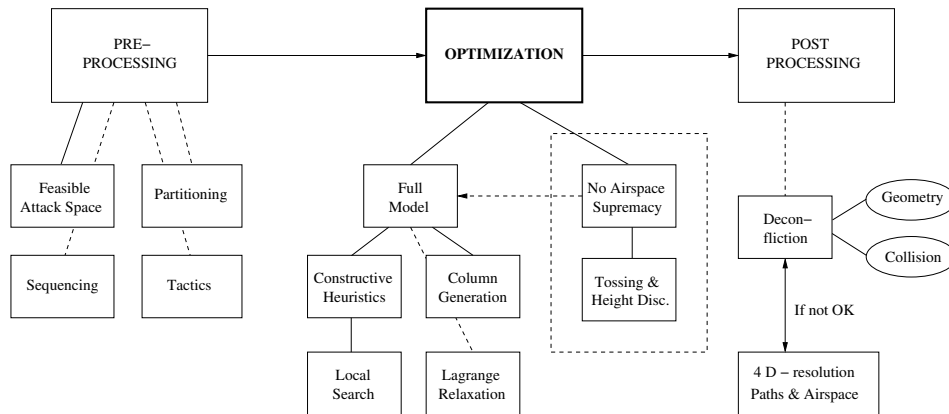 PRE−
PROCESSING
OPTIMIZATION
POST
PROCESSING
Feasible
Attack Space
Partitioning
Full
Model
No Airspace
Supremacy
Decon−
fliction
Geometry
Collision
Sequencing
Tactics
Constructive
Heuristics
Column
Generation
Tossing &
Height Disc.
If not OK
Local
Search
Lagrange
Relaxation
4 D − resolution
Paths & Airspace